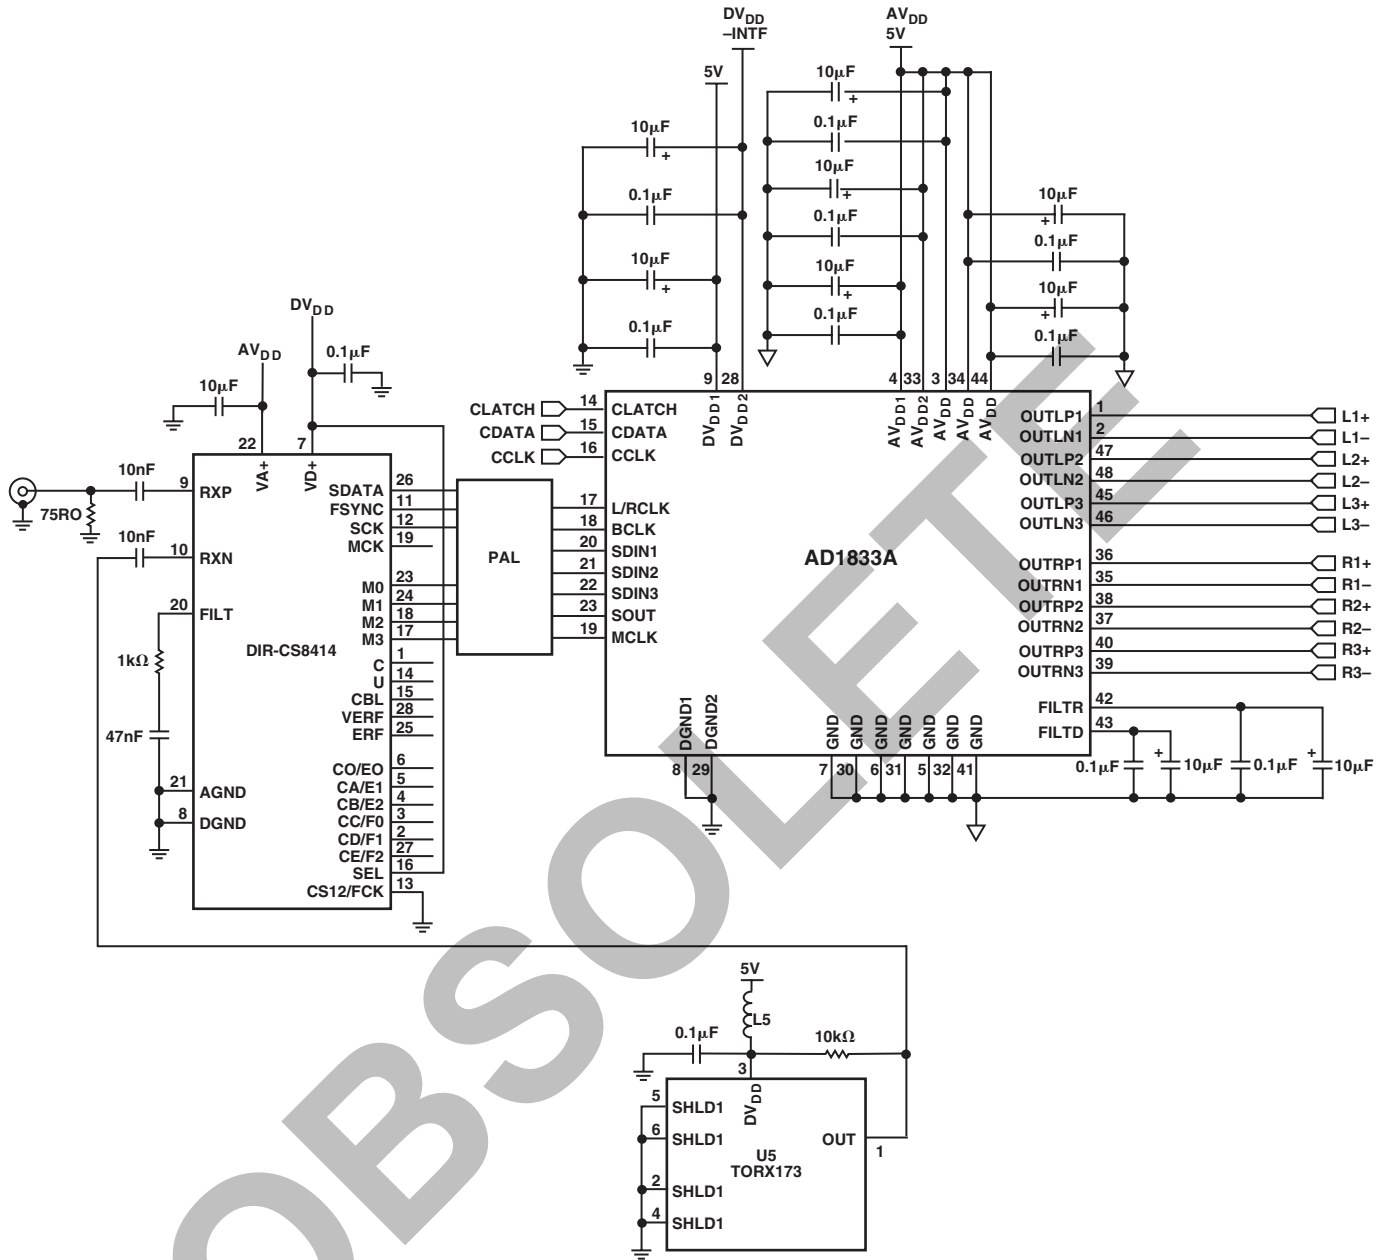 DVDD
–INTF
AVDD
5V
5V
10µF
+
0.1µF
10µF
+
0.1µF
10µF
+
0.1µF
10µF
+
0.1µF
10µF
+
0.1µF
10µF
+
0.1µF
10µF
+
0.1µF
DVDD
AVDD
0.1µF
10µF
22
7
VA+
VD+
10nF
9
RXP
75RO
10nF
10
RXN
20
FILT
1kΩ
47nF
21
AGND
8
DGND
DIR-CS8414
SDATA 26
FSYNC 11
SCK 12
MCK 19
M0 23
M1 24
M2 18
M3 17
C 1
U 14
CBL 15
VERF 28
ERF 25
CO/EO 6
CA/E1 5
CB/E2 4
CC/F0 3
CD/F1 2
CE/F2 27
SEL 16
CS12/FCK 13
PAL
CLATCH 14 CLATCH
CDATA 15 CDATA
CCLK 16 CCLK
17 L/RCLK
18 BCLK
20 SDIN1
21 SDIN2
22 SDIN3
23 SOUT
19 MCLK
9 28
DVDD1
DVDD2
4 33 3 34 44
AVDD1
AVDD2
AVDD
AVDD
AVDD
AD1833A
OUTLP1 1 L1+
OUTLN1 2 L1–
OUTLP2 47 L2+
OUTLN2 48 L2–
OUTLP3 45 L3+
OUTLN3 46 L3–
OUTRP1 36 R1+
OUTRN1 35 R1–
OUTRP2 38 R2+
OUTRN2 37 R2–
OUTRP3 40 R3+
OUTRN3 39 R3–
FILTR 42
FILTD 43
0.1µF
+
10µF
0.1µF
+
10µF
DGND1
DGND2
8 29
GND
GND
GND
GND
GND
GND
GND
7 30 6 31 5 32 41
5V
L5
0.1µF
10kΩ
3
DVDD
5 SHLD1
6 SHLD1
2 SHLD1
4 SHLD1
OUT
1
U5
TORX173
OBSOLETE